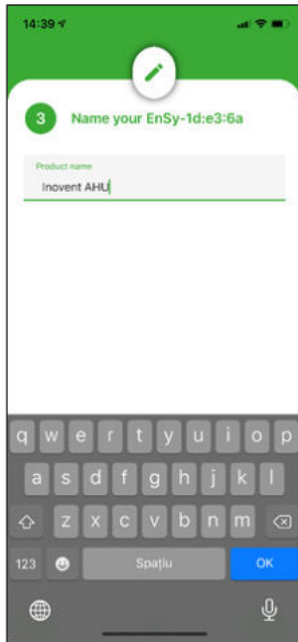 14:39
3 Name your EnSy-1d:e3:6a
Product name
Inovent AHU
q w e r t y u i o p
a s d f g h j k l
z x c v b n m
123 Spațiu OK